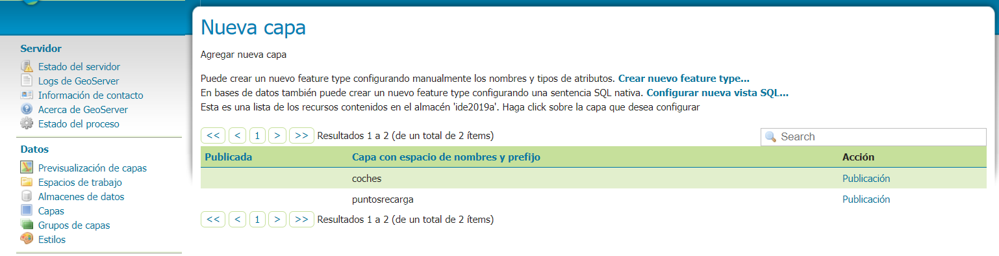 Nueva capa
Agregar nueva capa
Puede crear un nuevo feature type configurando manualmente los nombres y tipos de atributos. Crear nuevo feature type...
En bases de datos también puede crear un nuevo feature type configurando una sentencia SQL nativa. Configurar nueva vista SQL...
Esta es una lista de los recursos contenidos en el almacén 'ide2019a'. Haga click sobre la capa que desea configurar
<< < 1 > >> Resultados 1 a 2 (de un total de 2 ítems) Search
Publicada Capa con espacio de nombres y prefijo Acción
coches Publicación
puntosrecarga Publicación
<< < 1 > >> Resultados 1 a 2 (de un total de 2 ítems)
Servidor
Estado del servidor
Logs de GeoServer
Información de contacto
Acerca de GeoServer
Estado del proceso
Datos
Previsualización de capas
Espacios de trabajo
Almacenes de datos
Capas
Grupos de capas
Estilos